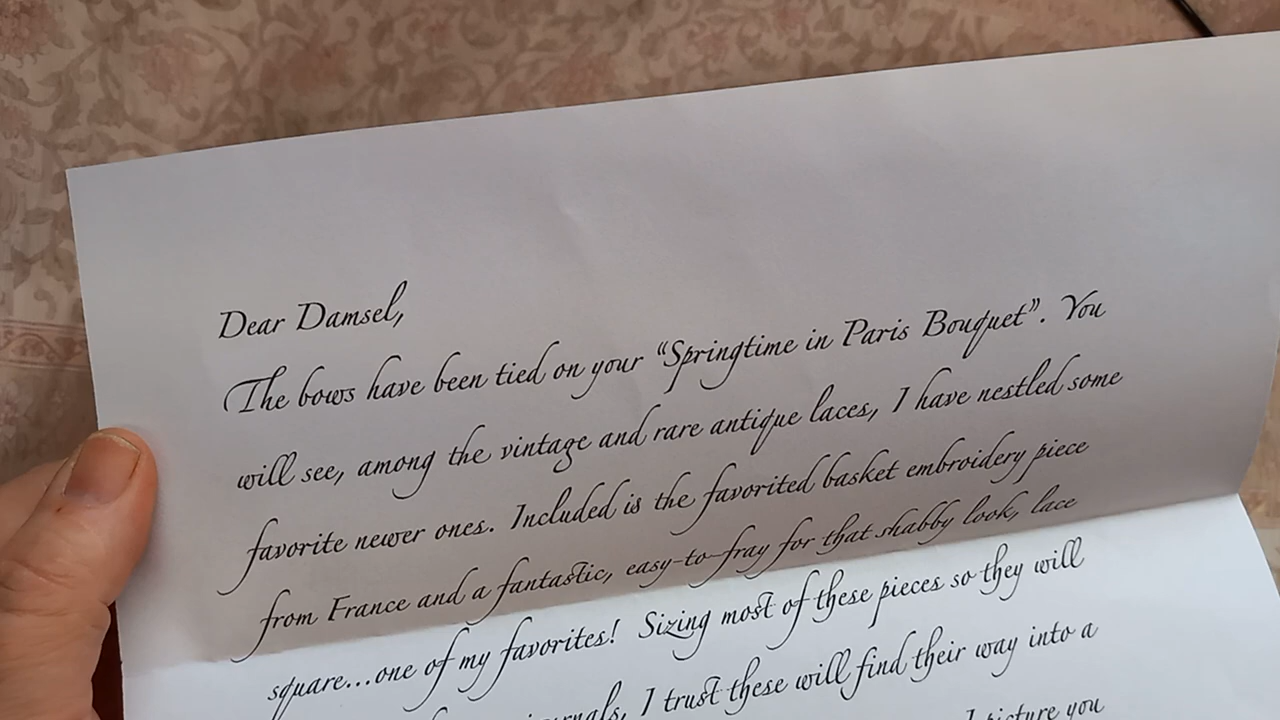 Dear Damsel,
The bows have been tied on your “Springtime in Paris Bouquet”. You
will see, among the vintage and rare antique laces, I have nestled some
favorite newer ones. Included is the favorited basket embroidery piece
from France and a fantastic, easy-to-fray for that shabby look, lace
square...one of my favorites! Sizing most of these pieces so they will
I trust these will find their way into a
I picture you